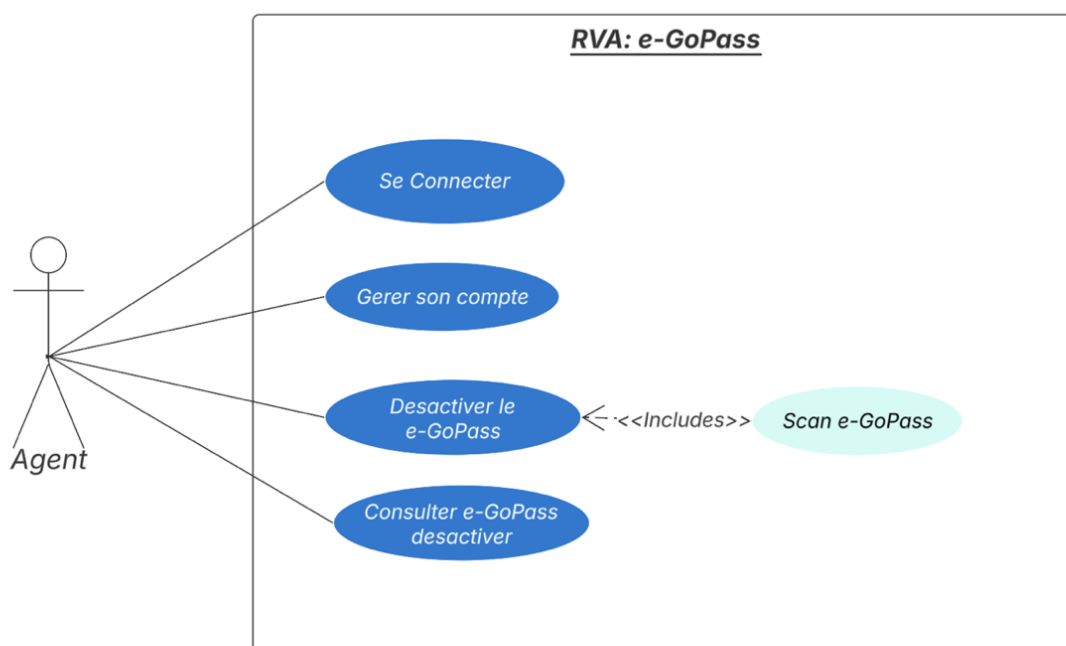 RVA: e-GoPass
Se Connecter
Gerer son compte
Desactiver le
e-GoPass
<<Includes>>
Scan e-GoPass
Agent
Consulter e-GoPass
desactiver